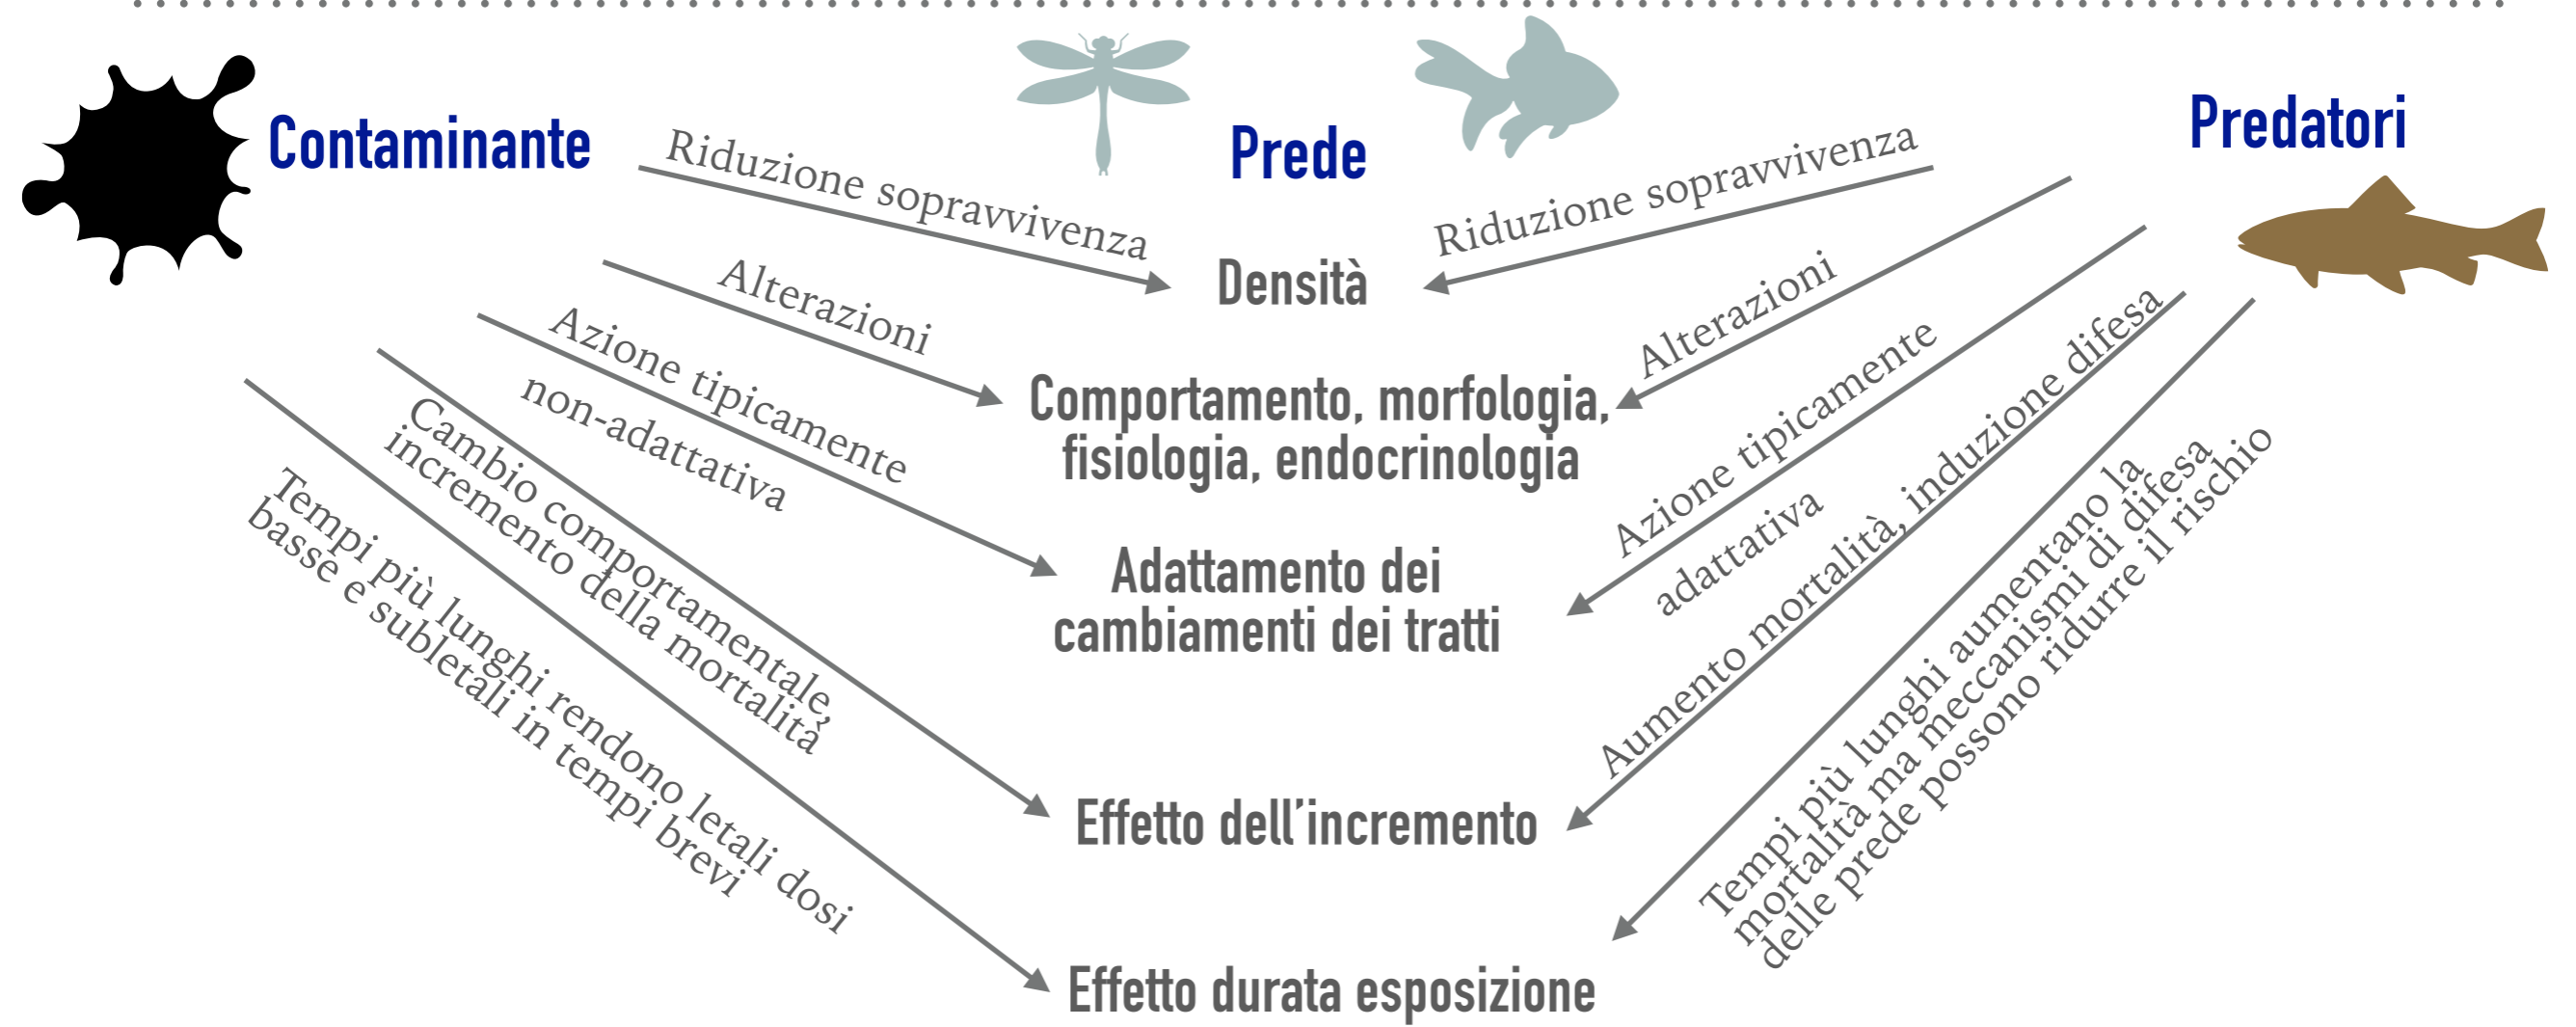 Contaminante
Prede
Predatori
Riduzione sopravvivenza
Riduzione sopravvivenza
Densità
Alterazioni
Alterazioni
Comportamento, morfologia,
fisiologia, endocrinologia
Azione tipicamente
non-adattativa
Azione tipicamente
adattativa
Adattamento dei
cambiamenti dei tratti
Cambio comportamentale,
incremento della mortalità
Aumento mortalità, induzione difesa
Effetto dell'incremento
Tempi più lunghi rendono letali dosi
basse e subletali in tempi brevi
Tempi più lunghi aumentano la
mortalità ma meccanismi di difesa
delle prede possono ridurre il rischio
Effetto durata esposizione